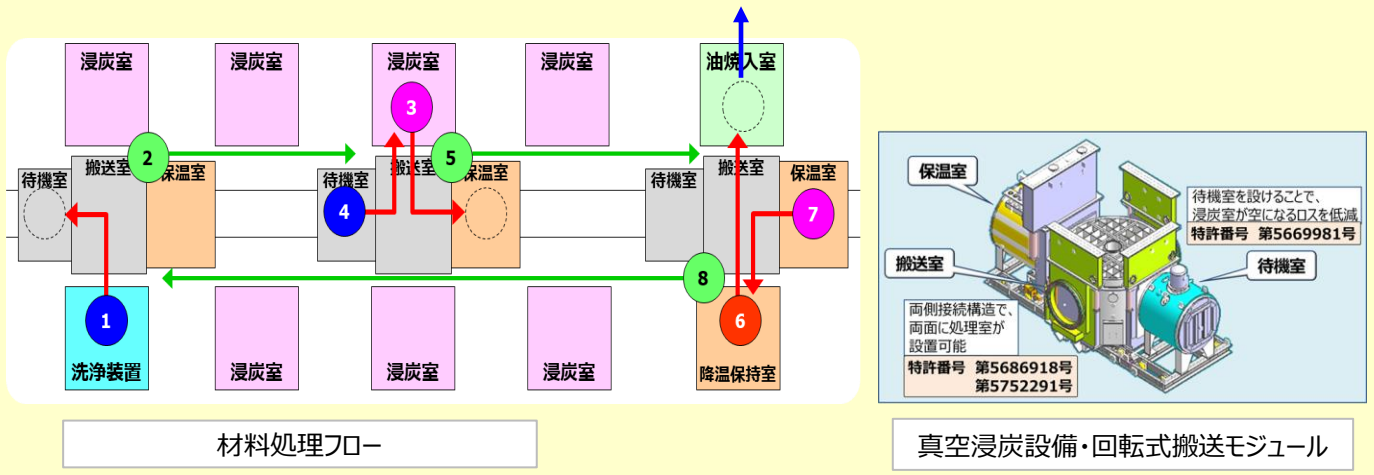 浸炭室
浸炭室
浸炭室
浸炭室
油焼入室
3
2
5
待機室
搬送室
保温室
待機室
搬送室
保温室
待機室
搬送室
保温室
4
7
8
1
6
洗浄装置
浸炭室
浸炭室
浸炭室
降温保持室
材料処理フロー
保温室
待機室を設けることで、
浸炭室が空になるロスを低減
特許番号 第5669981号
搬送室
待機室
両側接続構造で、
両面に処理室が
設置可能
特許番号 第5686918号
第5752291号
真空浸炭設備・回転式搬送モジュール